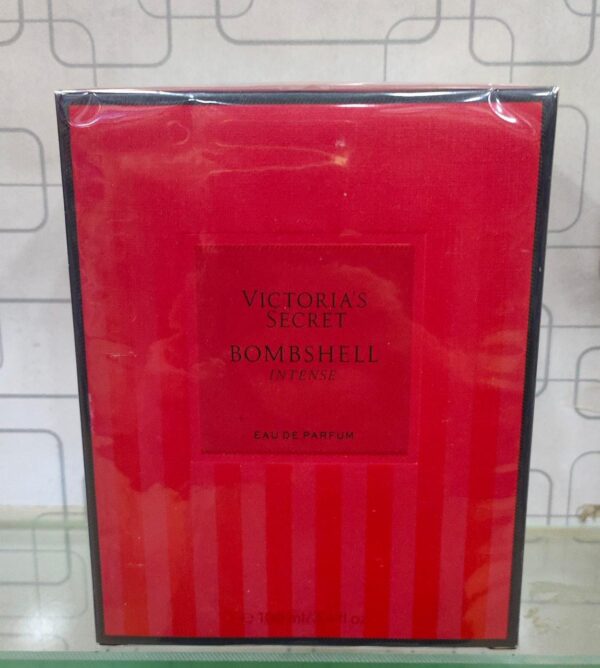 VICTORIA'S
SECRET
BOMBSHELL
INTENSE
EAU DE PARFUM